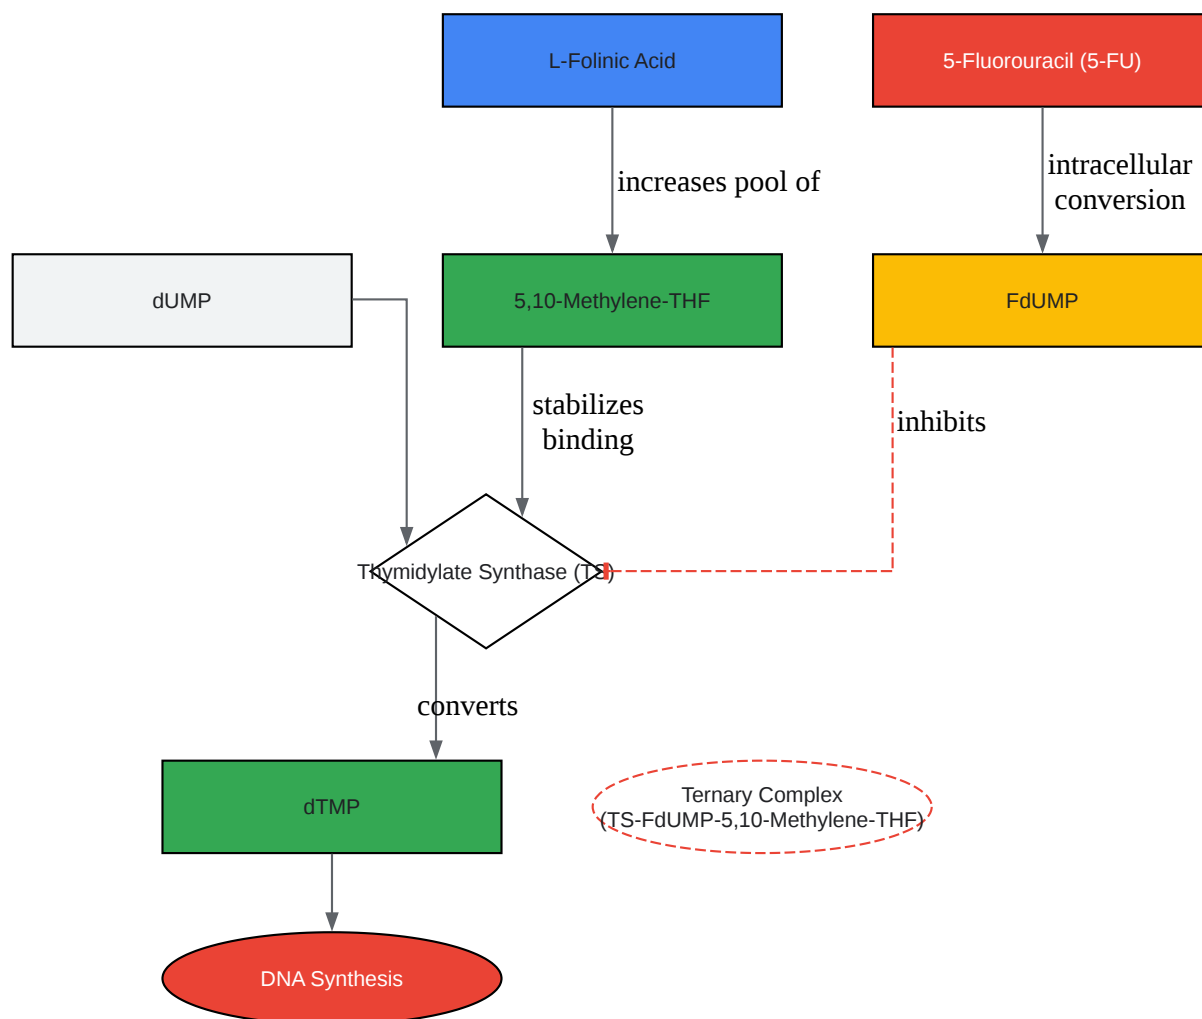 L-Folinic Acid
5-Fluorouracil (5-FU)
increases pool of
intracellular
conversion
dUMP
5,10-Methylene-THF
FdUMP
stabilizes
binding
inhibits
Thymidylate Synthase (TS)
converts
dTMP
Ternary Complex
(TS-FdUMP-5,10-Methylene-THF)
DNA Synthesis